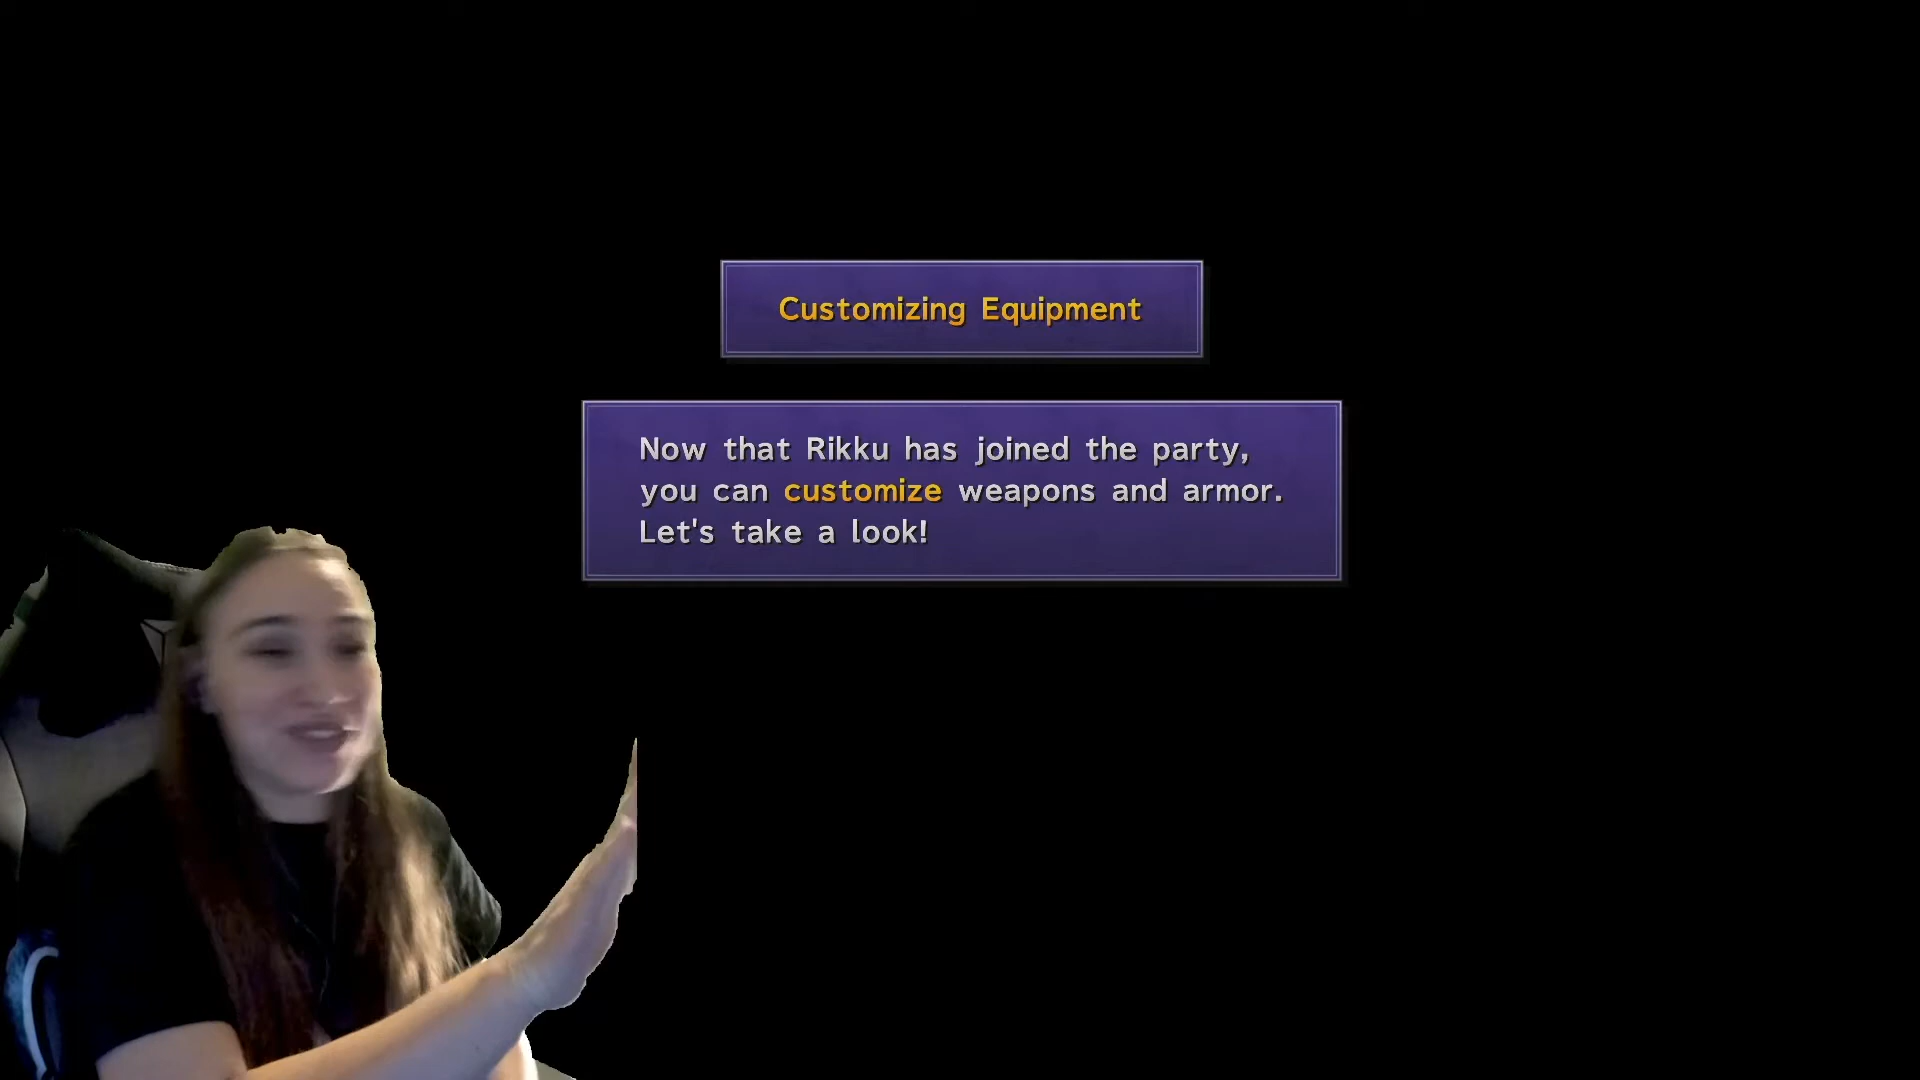 Customizing Equipment
Now that Rikku has joined the party,
you can customize weapons and armor.
Let's take a look!